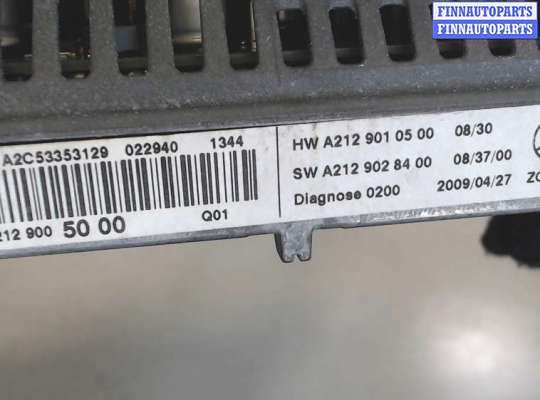 FINNAUTOPARTS
FINNAUTOPARTS
A2C53353129 022940 1344
212 900 50 00 Q01
HW A212 901 05 00 08/30
SW A212 902 84 00 08/37/00
Diagnose 0200 2009/04/27